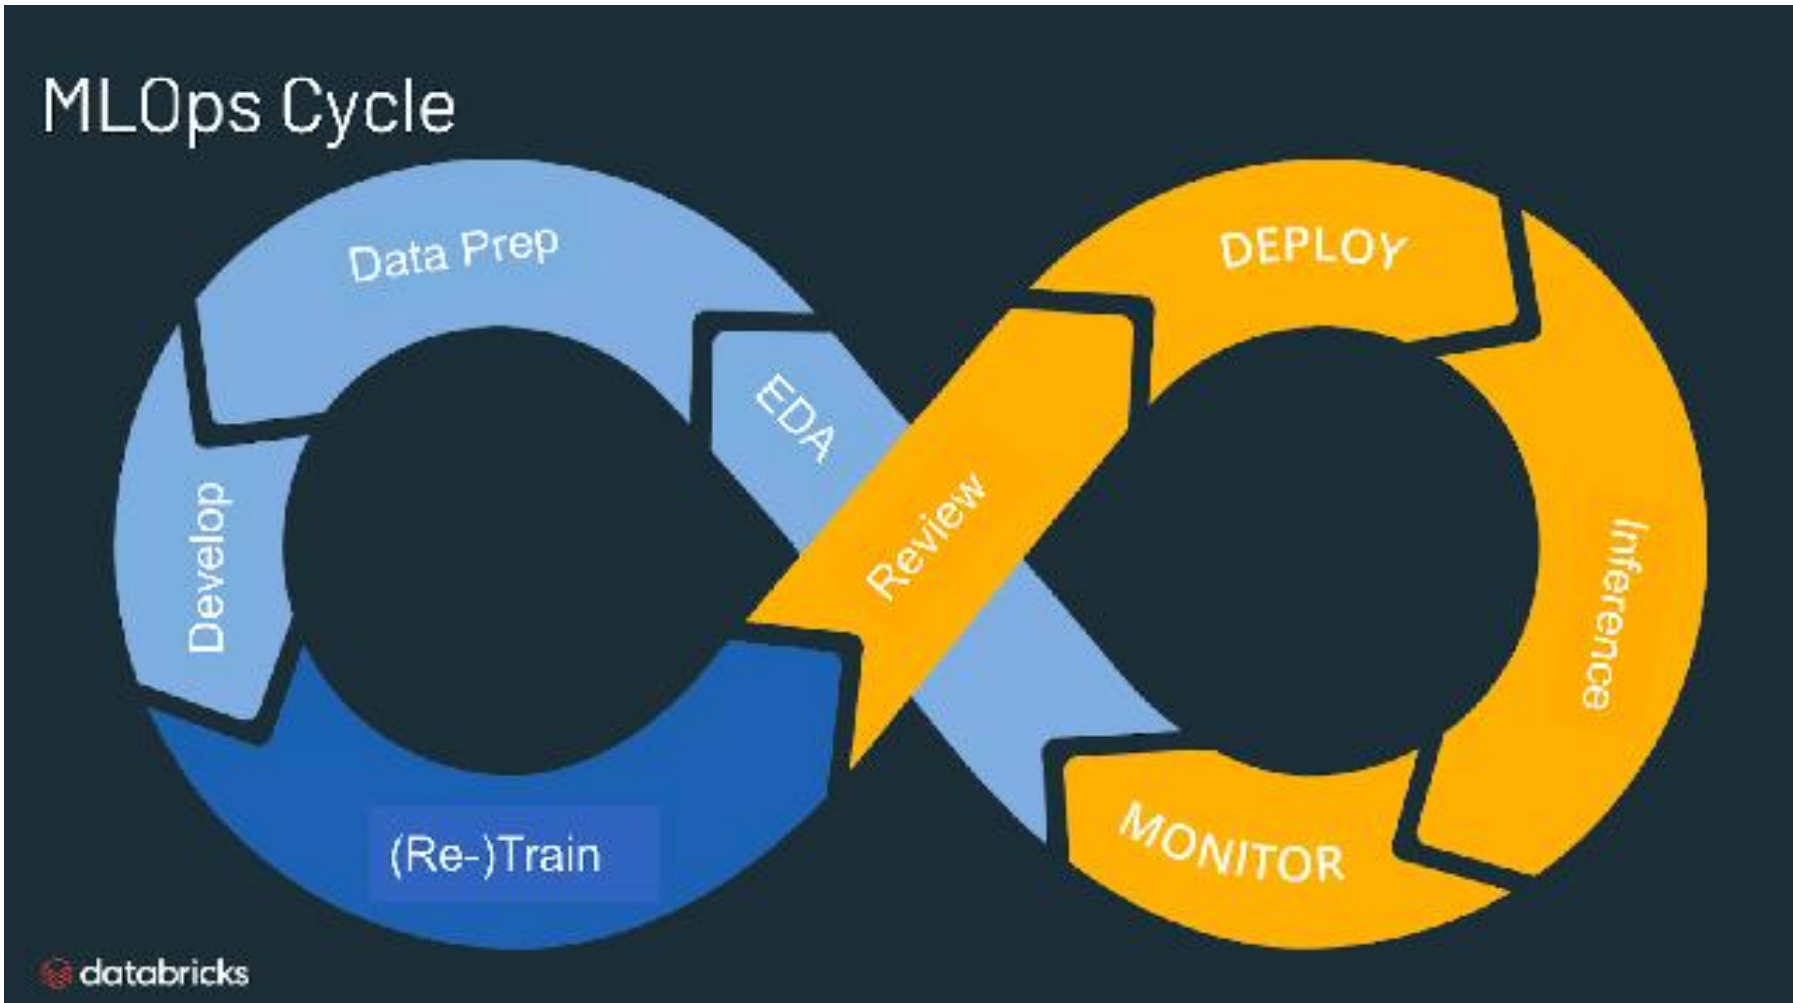 MLOps Cycle
Data Prep
DEPLOY
EDA
Review
Develop
Inference
(Re-)Train
MONITOR
databricks